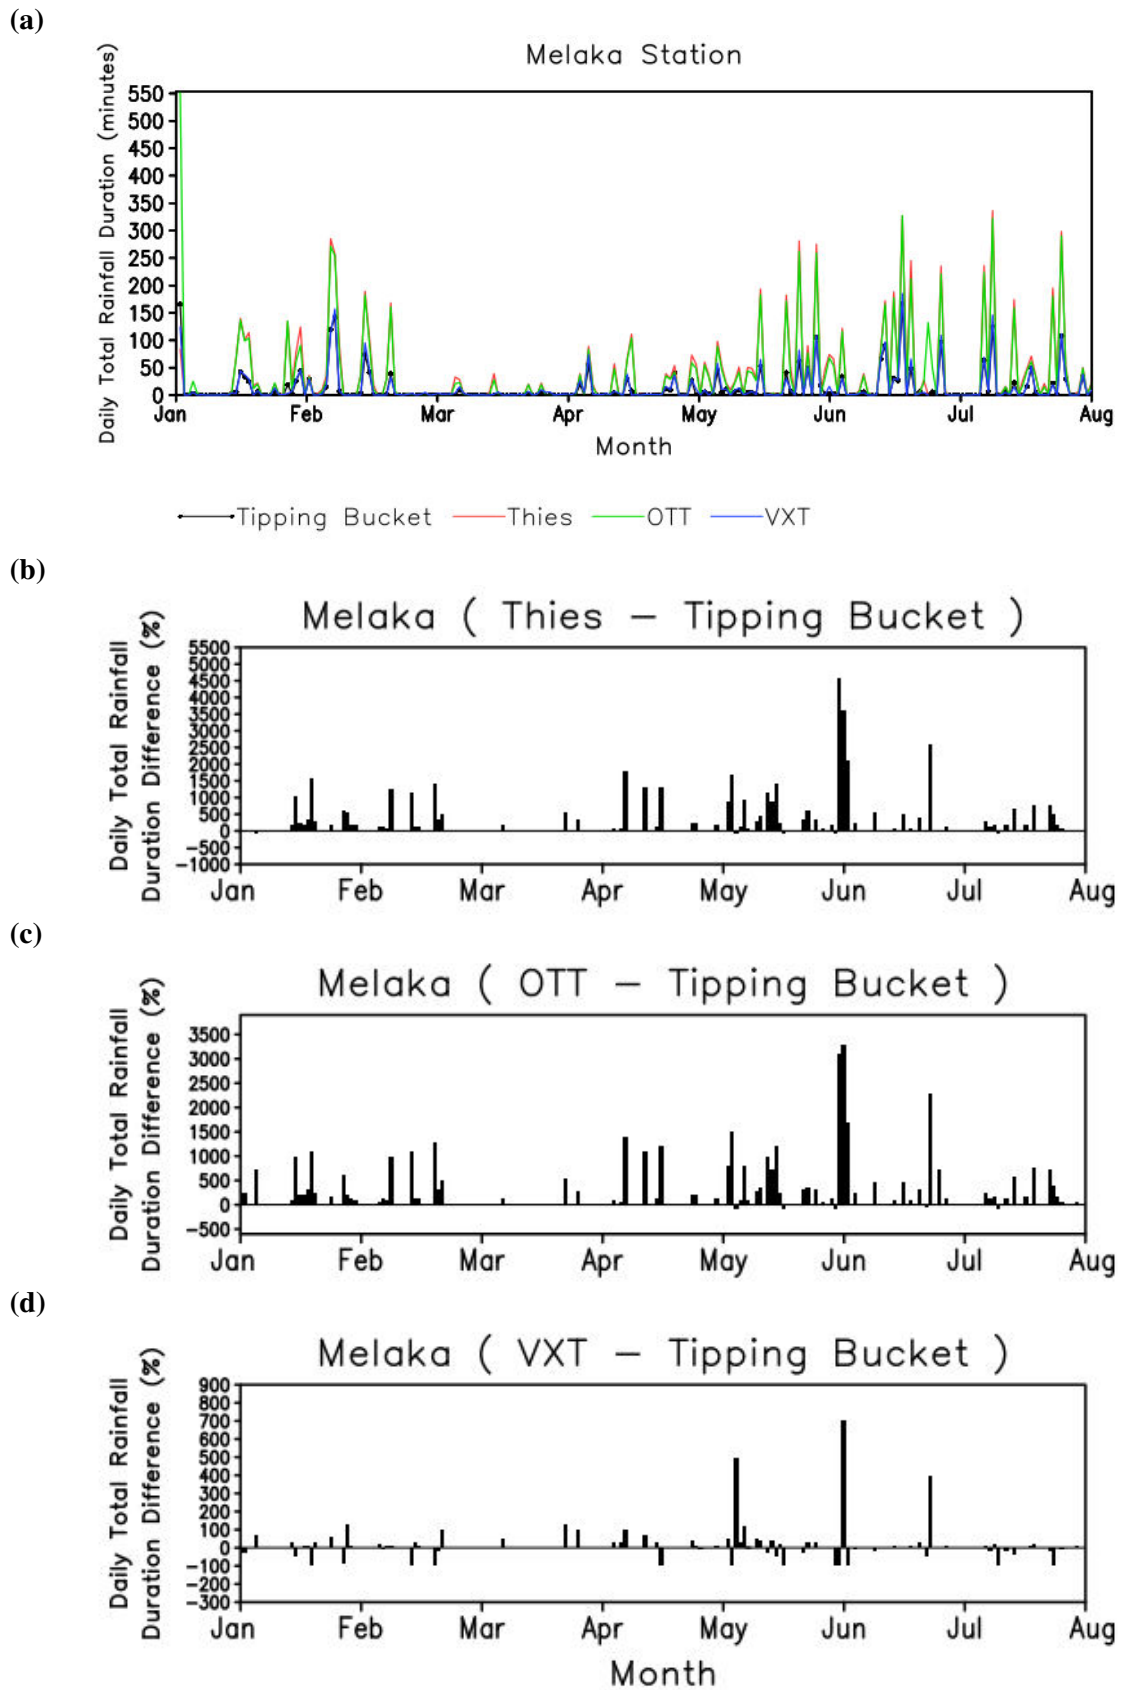 (a)
Melaka Station
Daily Total Rainfall Duration (minutes)
550
500
450
400
350
300
250
200
150
100
50
0
Jan Feb Mar Apr May Jun Jul Aug
Month
Tipping Bucket Thies OTT VXT
(b)
Melaka ( Thies – Tipping Bucket )
Daily Total Rainfall
Duration Difference (%)
5500
5000
4500
4000
3500
3000
2500
2000
1500
1000
500
0
−500
−1000
Jan Feb Mar Apr May Jun Jul Aug
(c)
Melaka ( OTT – Tipping Bucket )
Daily Total Rainfall
Duration Difference (%)
3500
3000
2500
2000
1500
1000
500
0
−500
Jan Feb Mar Apr May Jun Jul Aug
(d)
Melaka ( VXT – Tipping Bucket )
Daily Total Rainfall
Duration Difference (%)
900
800
700
600
500
400
300
200
100
0
−100
−200
−300
Jan Feb Mar Apr May Jun Jul Aug
Month